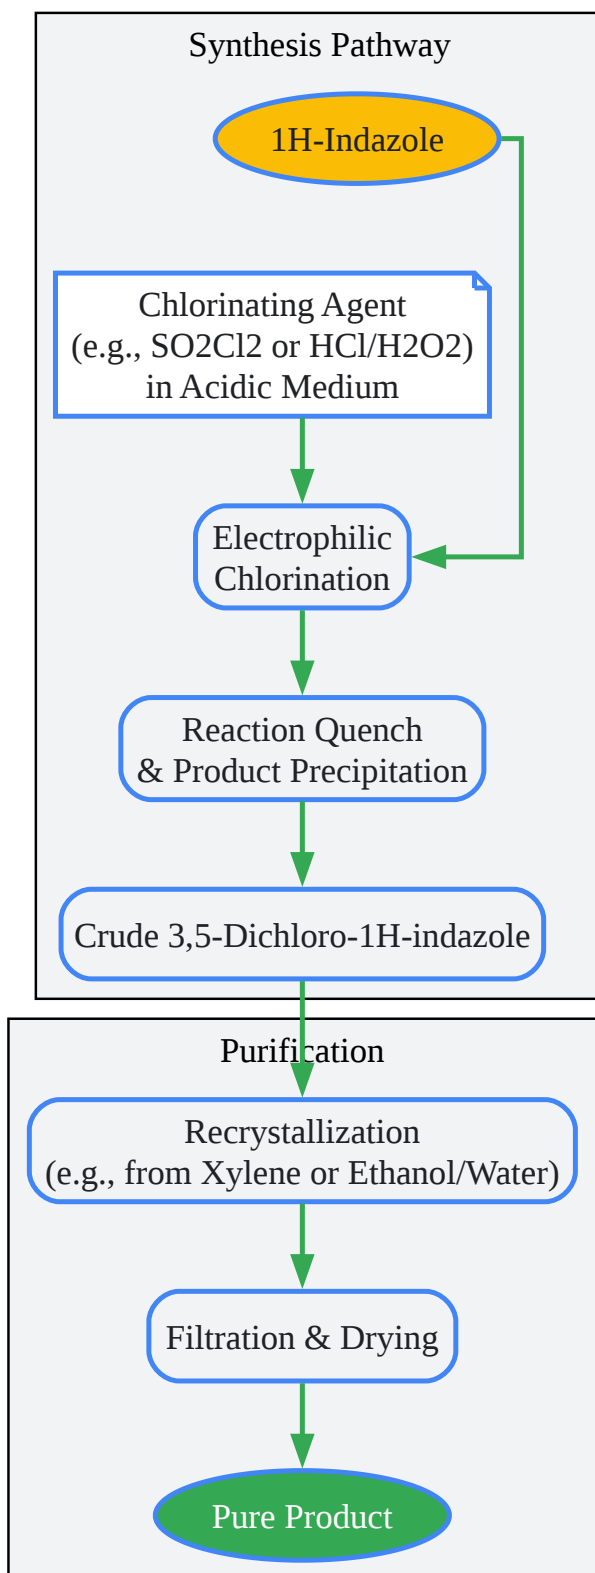 Synthesis Pathway
1H-Indazole
Chlorinating Agent
(e.g., SO2Cl2 or HCl/H2O2)
in Acidic Medium
Electrophilic
Chlorination
Reaction Quench
& Product Precipitation
Crude 3,5-Dichloro-1H-indazole
Purification
Recrystallization
(e.g., from Xylene or Ethanol/Water)
Filtration & Drying
Pure Product